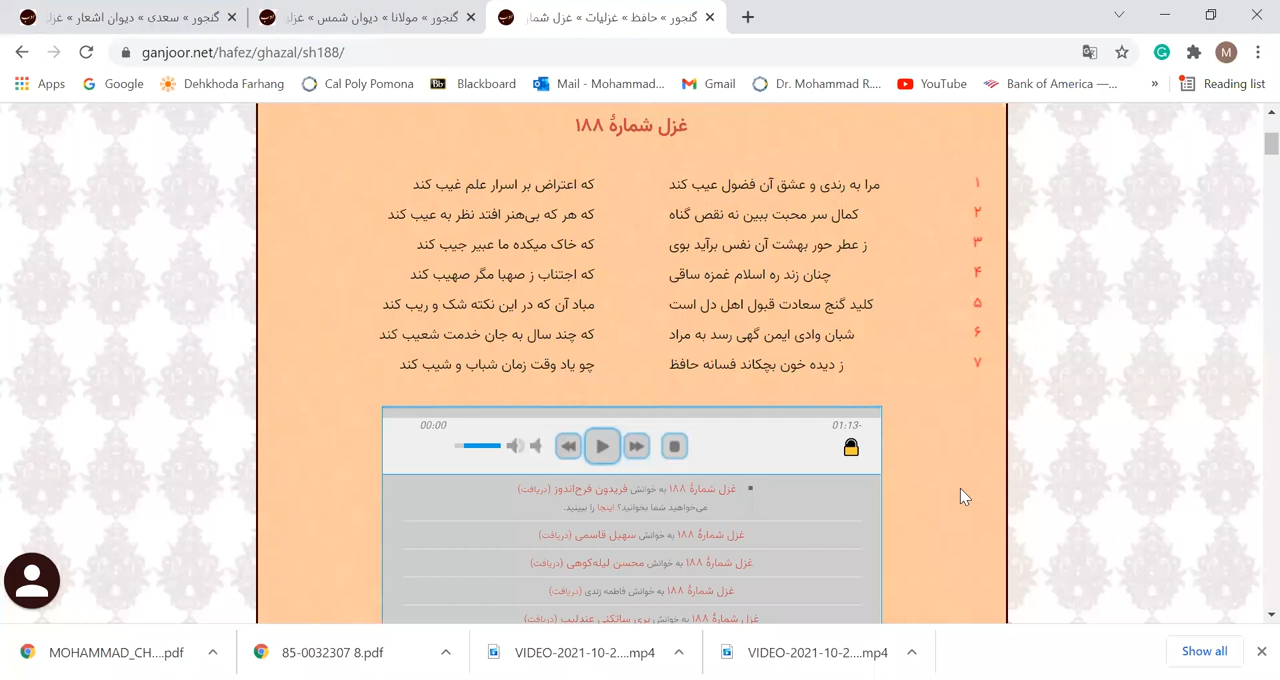 گنجور » سعدی » دیوان اشعار » غزل
گنجور » مولانا » دیوان شمس » غزل
گنجور » حافظ » غزلیات » غزل شمار
ganjoor.net/hafez/ghazal/sh188/
M
Apps Google Dehkhoda Farhang Cal Poly Pomona Blackboard Mail - Mohammad... Gmail Dr. Mohammad R.... YouTube Bank of America —... » Reading list
غزل شمارهٔ ۱۸۸
۱ مرا به رندی و عشق آن فضول عیب کند که اعتراض بر اسرار علم غیب کند
۲ کمال سر محبت ببین نه نقص گناه که هر که بی‌هنر افتد نظر به عیب کند
۳ ز عطر حور بهشت آن نفس برآید بوی که خاک میکده ما عبیر جیب کند
۴ چنان زند ره اسلام غمزه ساقی که اجتناب ز صهبا مگر صهیب کند
۵ کلید گنج سعادت قبول اهل دل است مباد آن که در این نکته شک و ریب کند
۶ شبان وادی ایمن گهی رسد به مراد که چند سال به جان خدمت شعیب کند
۷ ز دیده خون بچکاند فسانه حافظ چو یاد وقت زمان شباب و شیب کند
00:00 01:13-
غزل شمارهٔ ۱۸۸ به خوانش فریدون فرح‌اندوز (دریافت)
می‌خواهید شما بخوانید؟ اینجا را ببینید.
غزل شمارهٔ ۱۸۸ به خوانش سهیل قاسمی (دریافت)
غزل شمارهٔ ۱۸۸ به خوانش محسن لیله‌کوهی (دریافت)
غزل شمارهٔ ۱۸۸ به خوانش فاطمه زندی (دریافت)
غزل شمارهٔ ۱۸۸ به خوانش پری ساتکنی عندلیب (دریافت)
MOHAMMAD_CH....pdf 85-0032307 8.pdf VIDEO-2021-10-2....mp4 VIDEO-2021-10-2....mp4 Show all